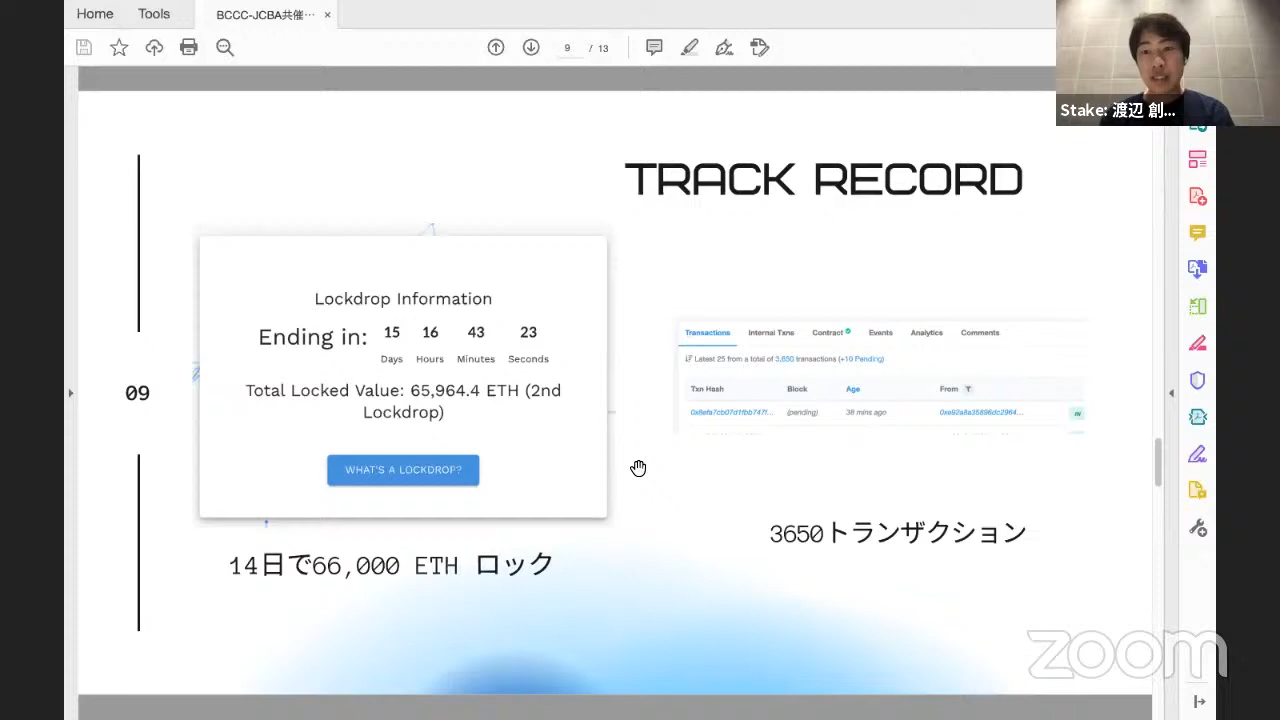 Home Tools BCCC-JCBA共催… ×
9 / 13
Stake: 渡辺 創...
TRACK RECORD
Lockdrop Information
Ending in: 15 16 43 23
Days Hours Minutes Seconds
Total Locked Value: 65,964.4 ETH (2nd
Lockdrop)
WHAT'S A LOCKDROP?
14日で66,000 ETH ロック
09
Transactions Internal Txns Contract Events Analytics Comments
Latest 25 from a total of 3,650 transactions (+10 Pending)
Txn Hash Block Age From
0x8efa7cb07d1fbb747f... (pending) 38 mins ago 0xe92a8a35896dc2964... IN
3650トランザクション
zoom